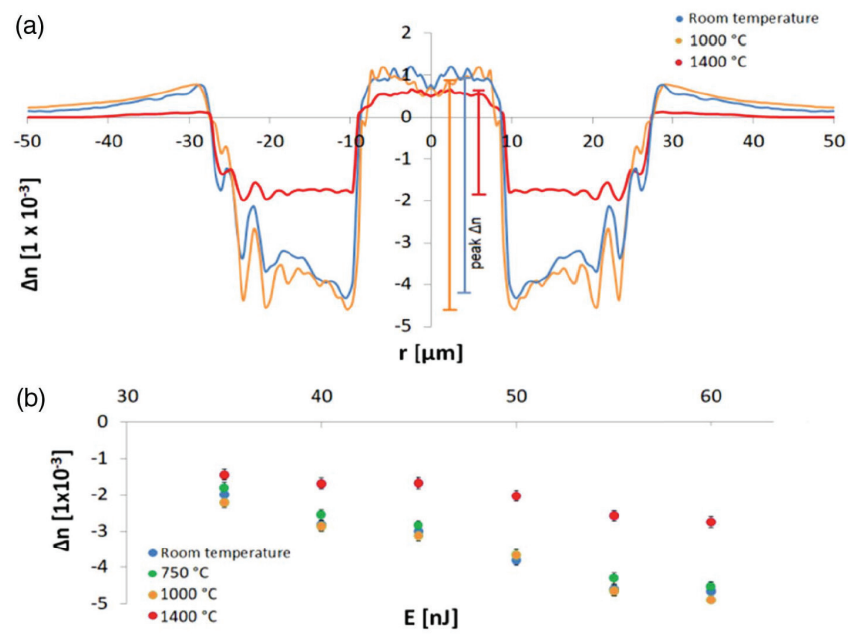 (a)
Room temperature
1000 °C
1400 °C
2
1
0
-1
-2
-3
-4
-5
-50 -40 -30 -20 -10 0 10 20 30 40 50
Δn [1 x 10⁻³]
peak Δn
r [µm]
(b)
30 40 50 60
0
-1
-2
-3
-4
-5
Δn [1x10⁻³]
Room temperature
750 °C
1000 °C
1400 °C
E [nJ]